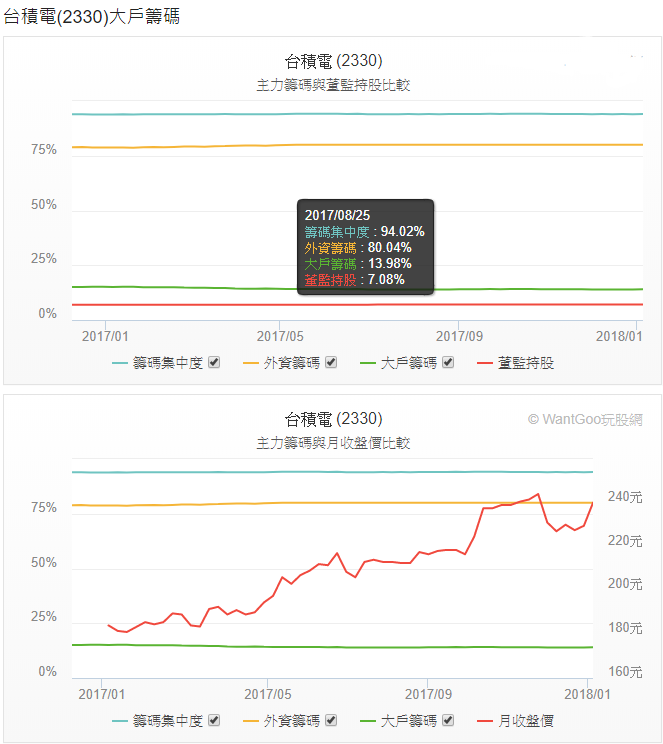 台積電(2330)大戶籌碼
台積電 (2330)
主力籌碼與董監持股比較
75%
50%
25%
0%
2017/08/25
籌碼集中度 : 94.02%
外資籌碼 : 80.04%
大戶籌碼 : 13.98%
董監持股 : 7.08%
2017/01 2017/05 2017/09 2018/01
籌碼集中度 外資籌碼 大戶籌碼 董監持股
台積電 (2330)
© WantGoo玩股網
主力籌碼與月收盤價比較
75% 240元
220元
50% 200元
25% 180元
0% 160元
2017/01 2017/05 2017/09 2018/01
籌碼集中度 外資籌碼 大戶籌碼 月收盤價